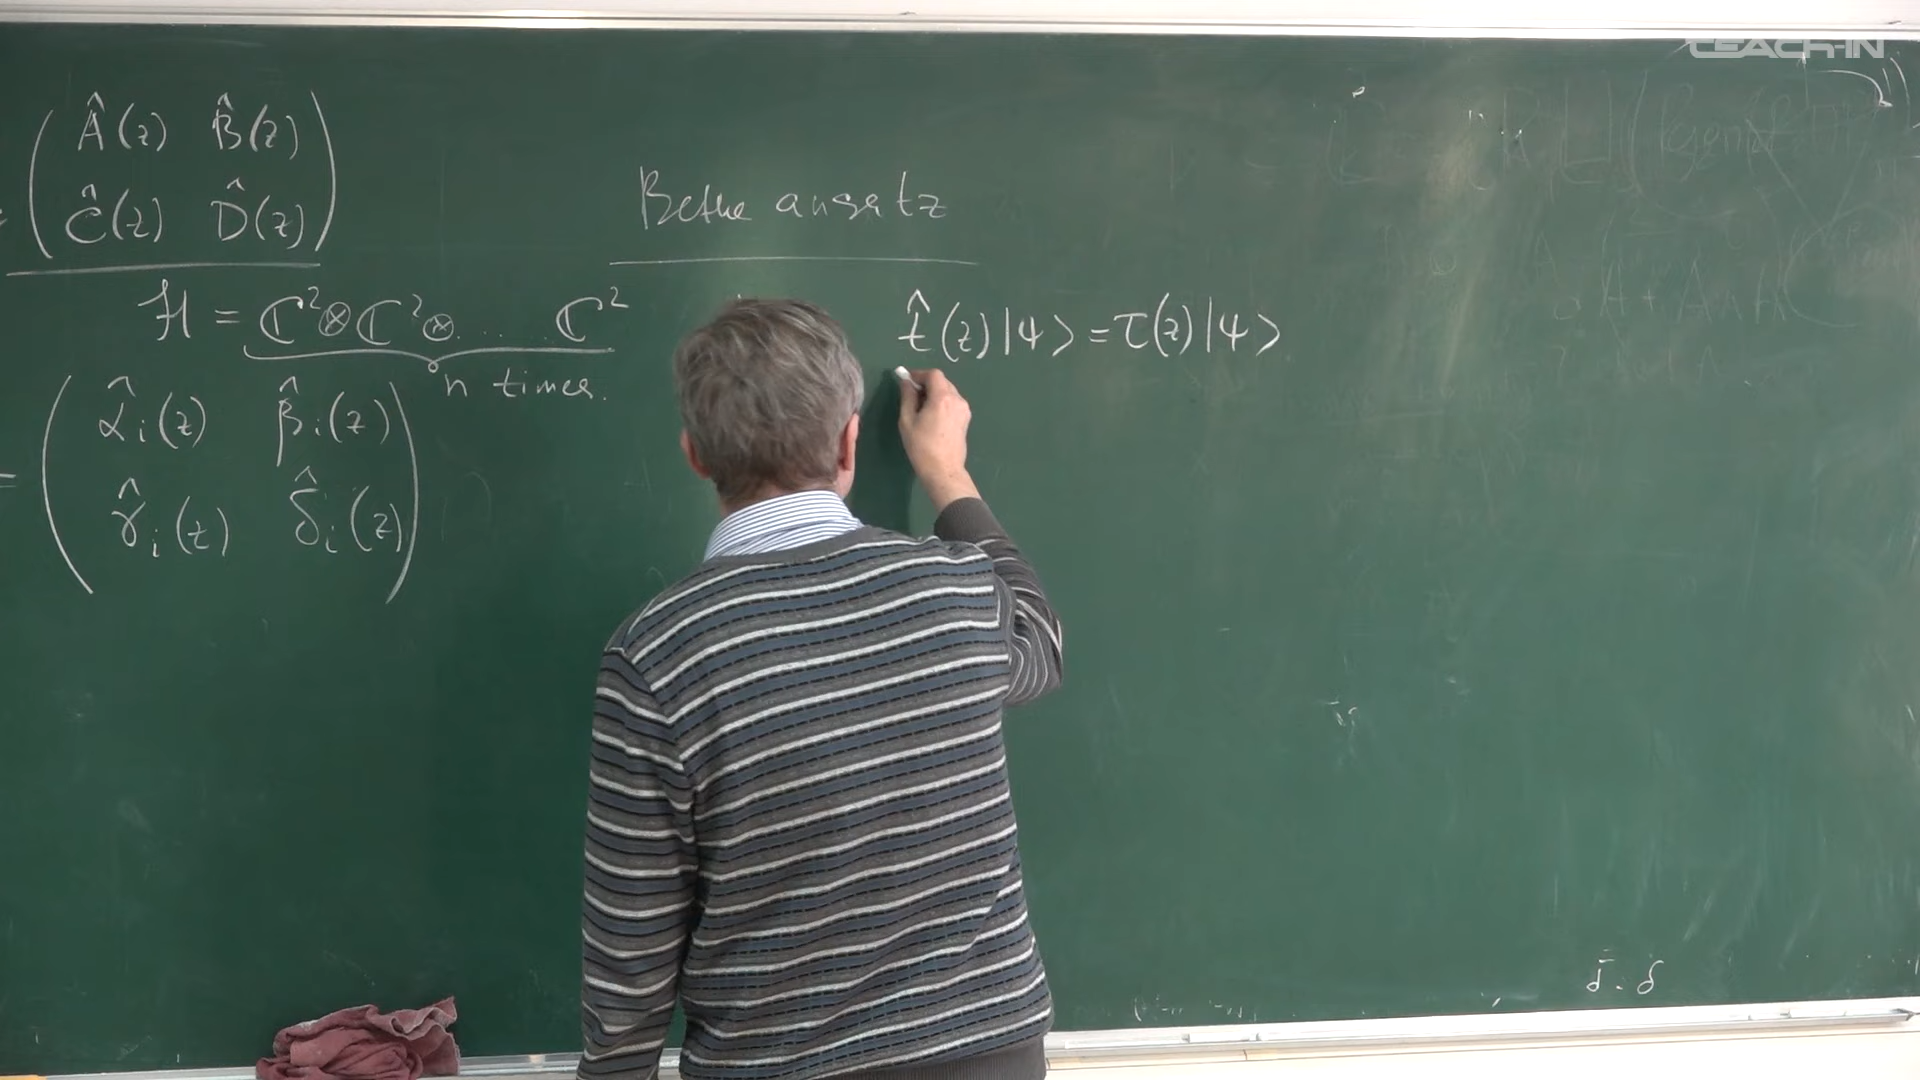 TEACH-IN
= ( Â(z) B̂(z)
Ĉ(z) D̂(z) )
ℋ = ℂ² ⊗ ℂ² ⊗ ..... ℂ²
n times.
= ( α̂ᵢ(z) β̂ᵢ(z)
γ̂ᵢ(z) δ̂ᵢ(z) )
Bethe ansatz
t̂(z)|ψ> = τ(z)|ψ>